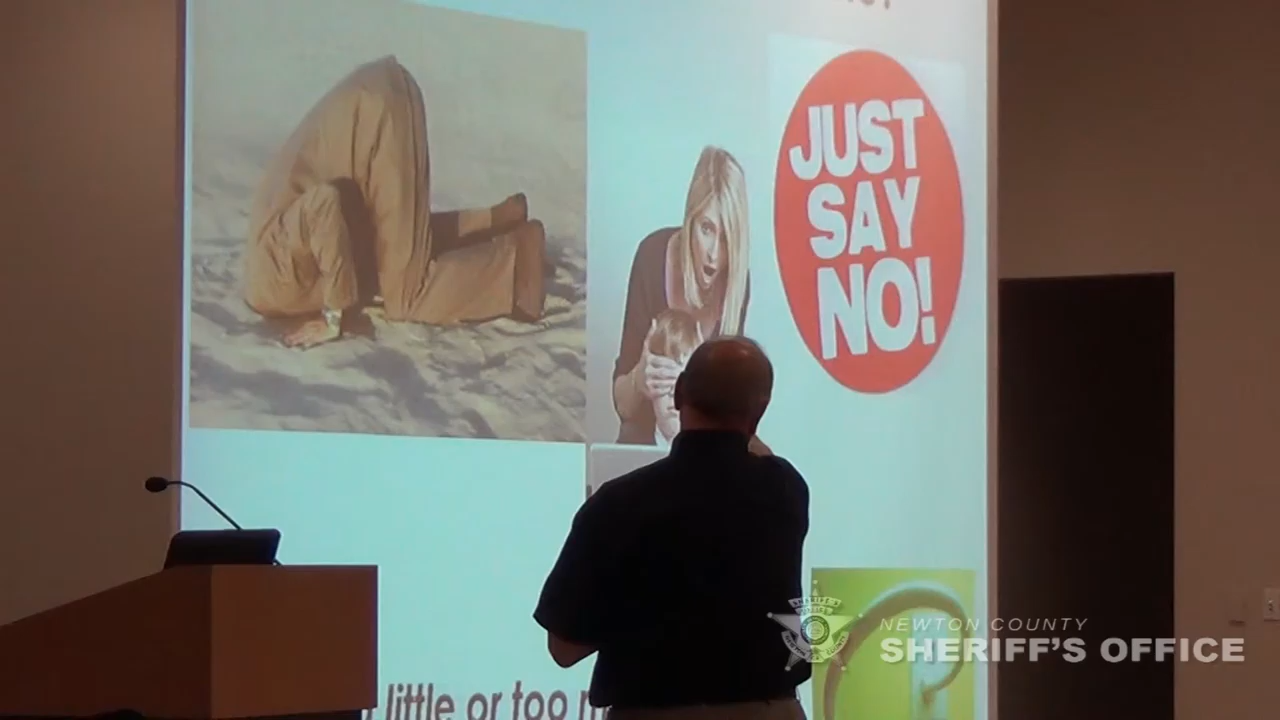 JUST
SAY
NO!
little or too
NEWTON COUNTY
SHERIFF'S OFFICE